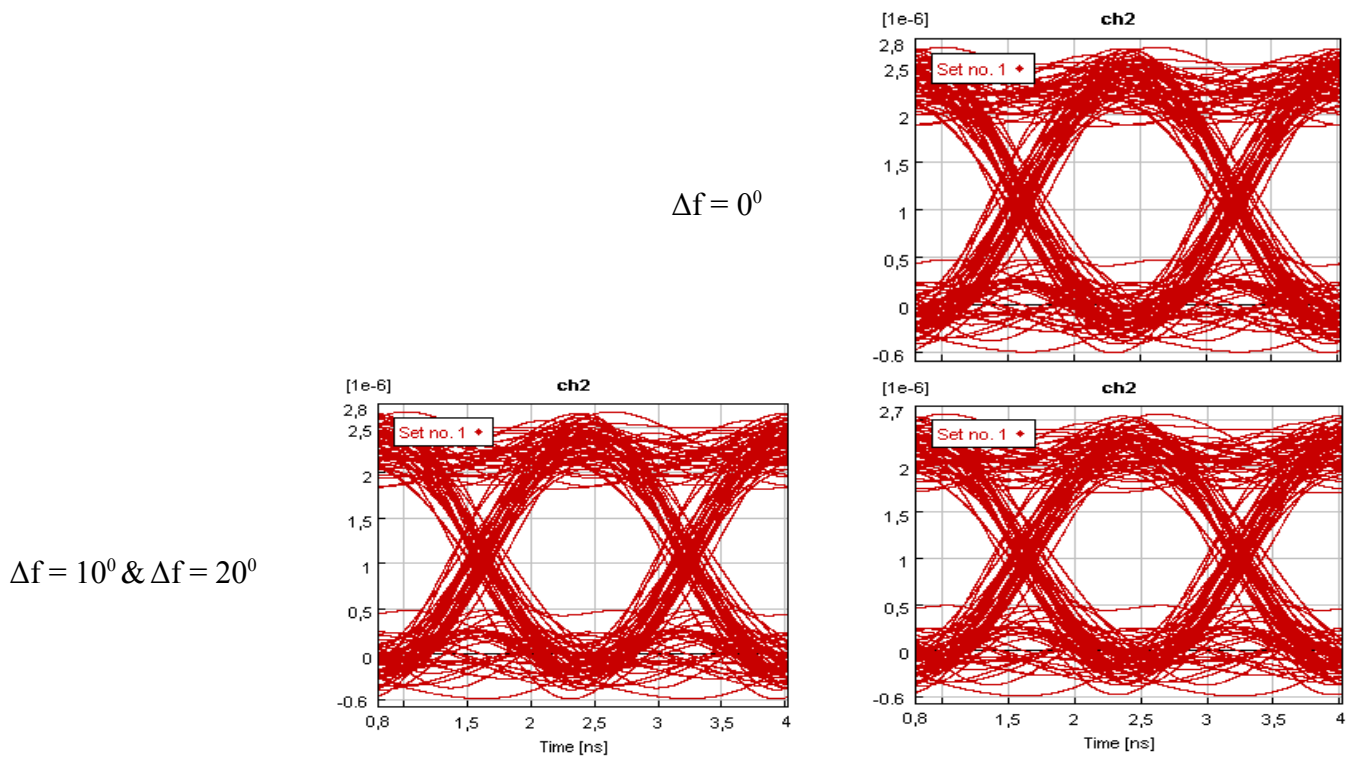 [1e-6] ch2
2,8
2,5
2
1,5
1
0,5
0
-0.6
Set no. 1
Δf = 0⁰
[1e-6] ch2
2,8
2,5
2
1,5
1
0,5
0
-0.6
Set no. 1
0,8 1,5 2 2,5 3 3,5 4
Time [ns]
[1e-6] ch2
2,7
2
1,5
1
0,5
0
-0.6
Set no. 1
0,8 1,5 2 2,5 3 3,5 4
Time [ns]
Δf = 10⁰ & Δf = 20⁰